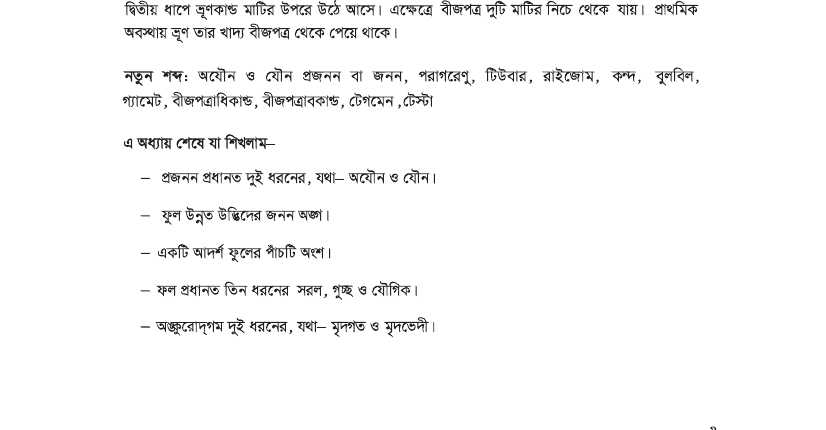 দ্বিতীয় ধাপে ভ্রূণকান্ড মাটির উপরে উঠে আসে। এক্ষেত্রে বীজপত্র দুটি মাটির নিচে থেকে যায়। প্রাথমিক
অবস্থায় ভ্রূণ তার খাদ্য বীজপত্র থেকে পেয়ে থাকে।
নতুন শব্দ: অযৌন ও যৌন প্রজনন বা জনন, পরাগরেণু, টিউবার, রাইজোম, কন্দ, বুলবিল,
গ্যামেট, বীজপত্রাধিকান্ড, বীজপত্রাবকান্ড, টেগমেন ,টেস্টা
এ অধ্যায় শেষে যা শিখলাম–
– প্রজনন প্রধানত দুই ধরনের, যথা– অযৌন ও যৌন।
– ফুল উন্নত উদ্ভিদের জনন অঙ্গ।
– একটি আদর্শ ফুলের পাঁচটি অংশ।
– ফল প্রধানত তিন ধরনের সরল, গুচ্ছ ও যৌগিক।
– অঙ্কুরোদ্‌গম দুই ধরনের, যথা– মৃদগত ও মৃদভেদী।